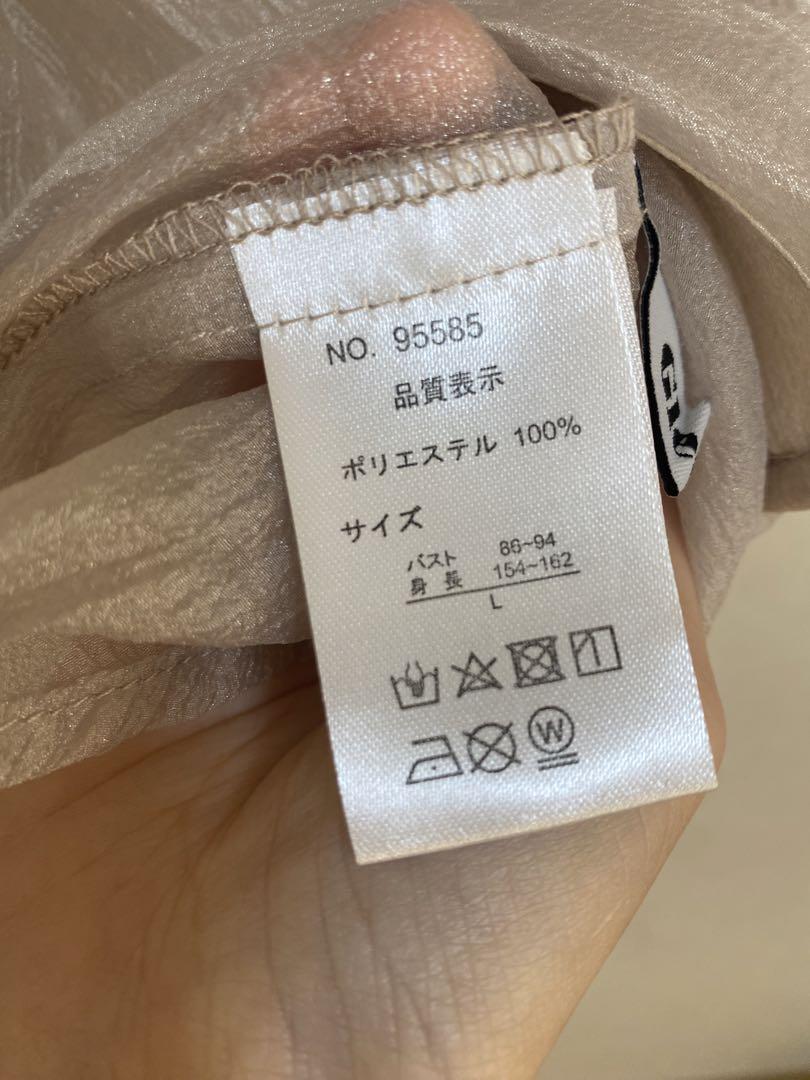 NO. 95585
品質表示
ポリエステル 100%
サイズ
バスト 86~94
身長 154~162
L
W